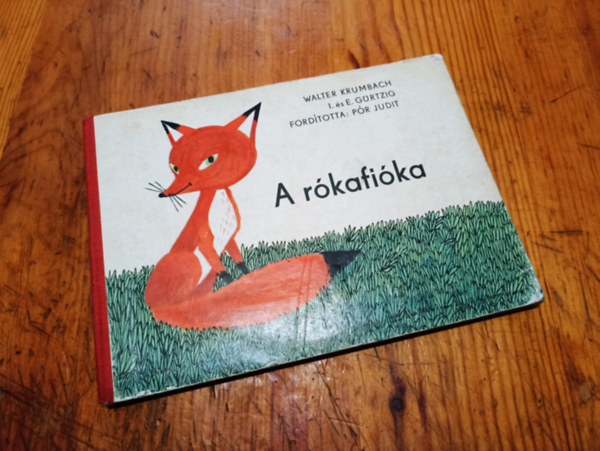 WALTER KRUMBACH
I. és E. GÜRTZIG
FORDÍTOTTA: PÓR JUDIT
A rókafióka